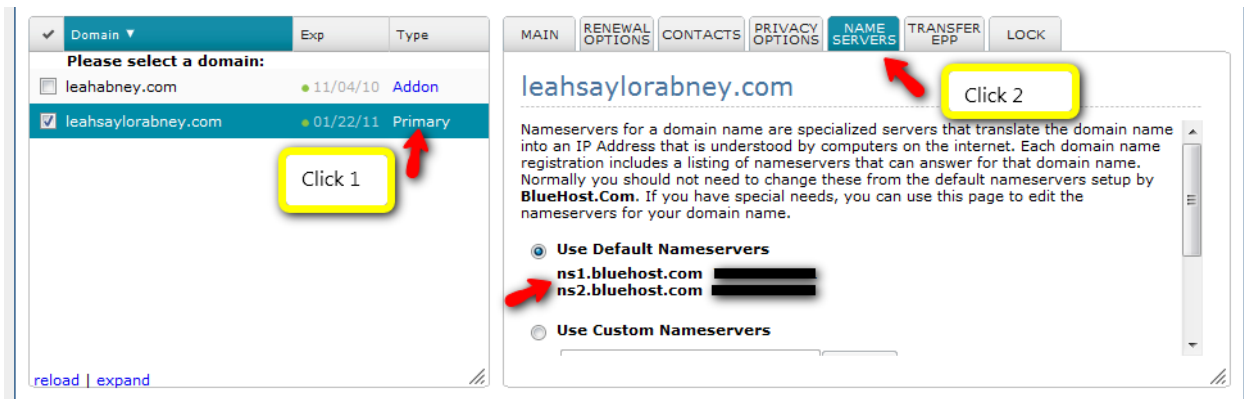 Domain ▼ Exp Type
Please select a domain:
leahabney.com 11/04/10 Addon
leahsaylorabney.com 01/22/11 Primary
Click 1
reload | expand
MAIN RENEWAL OPTIONS CONTACTS PRIVACY OPTIONS NAME SERVERS TRANSFER EPP LOCK
Click 2
leahsaylorabney.com
Nameservers for a domain name are specialized servers that translate the domain name
into an IP Address that is understood by computers on the internet. Each domain name
registration includes a listing of nameservers that can answer for that domain name.
Normally you should not need to change these from the default nameservers setup by
BlueHost.Com. If you have special needs, you can use this page to edit the
nameservers for your domain name.
Use Default Nameservers
ns1.bluehost.com
ns2.bluehost.com
Use Custom Nameservers